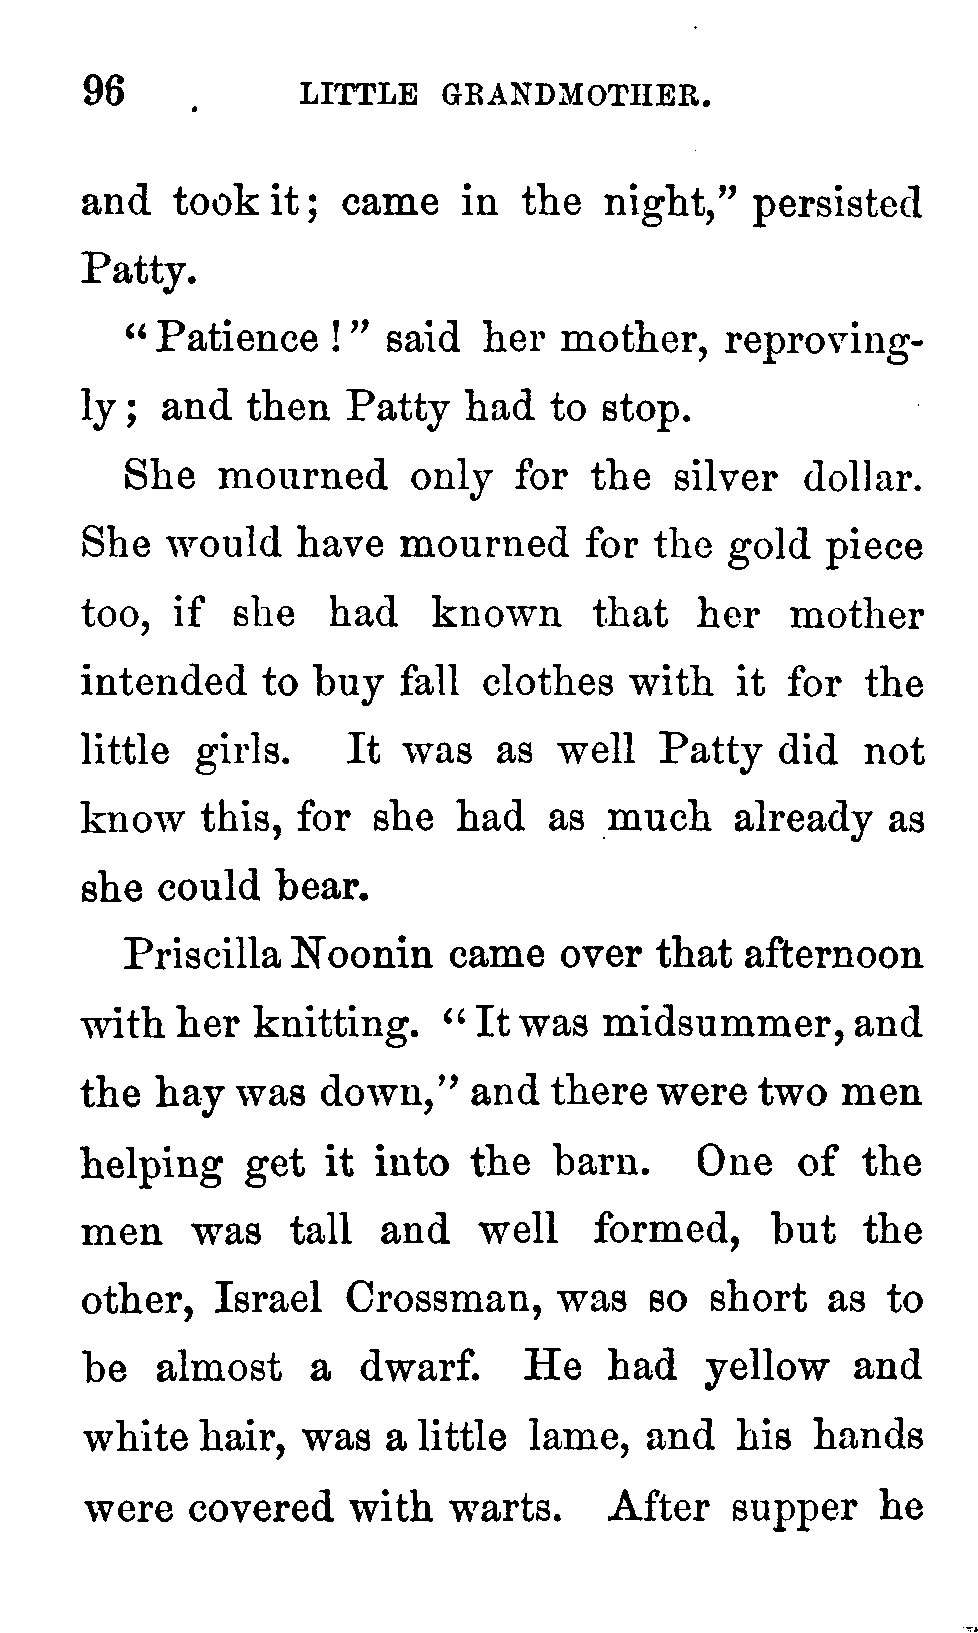 96 LITTLE GRANDMOTHER.
and took it; came in the night,” persisted
Patty.
“Patience!” said her mother, reproving-
ly; and then Patty had to stop.
She mourned only for the silver dollar.
She would have mourned for the gold piece
too, if she had known that her mother
intended to buy fall clothes with it for the
little girls. It was as well Patty did not
know this, for she had as much already as
she could bear.
Priscilla Noonin came over that afternoon
with her knitting. “It was midsummer, and
the hay was down,” and there were two men
helping get it into the barn. One of the
men was tall and well formed, but the
other, Israel Crossman, was so short as to
be almost a dwarf. He had yellow and
white hair, was a little lame, and his hands
were covered with warts. After supper he